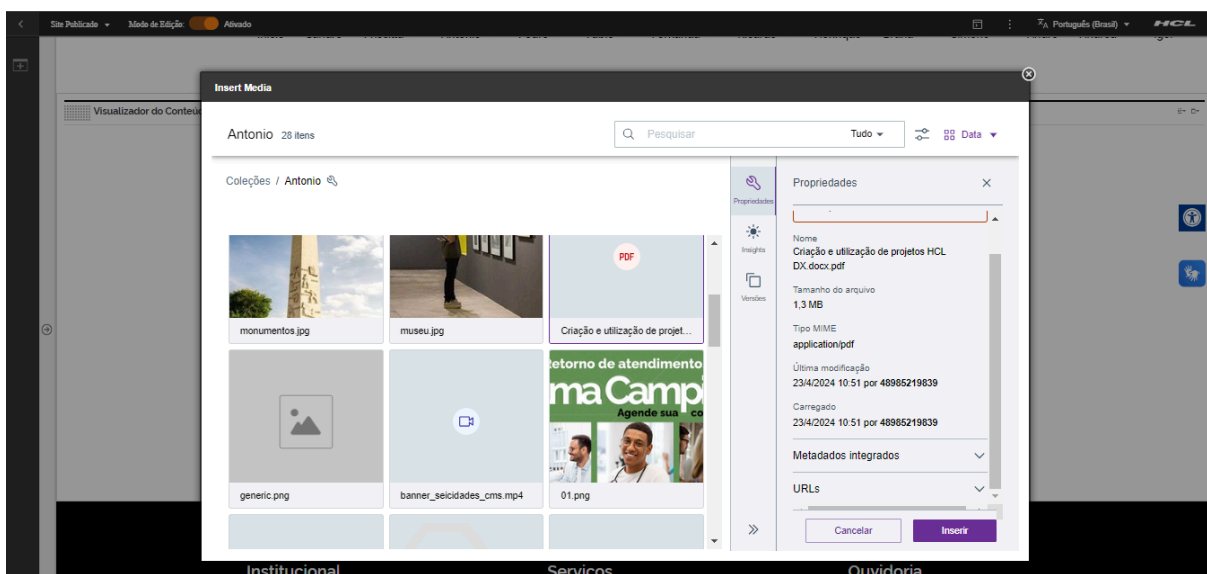 Site Publicado
Modo de Edição:
Ativado
Português (Brasil)
HCL
Insert Media
Visualizador do Conteú
Antonio 28 itens
Pesquisar
Tudo
Data
Coleções / Antonio
Propriedades
Insights
Versões
Propriedades
PDF
monumentos.jpg
museu.jpg
Criação e utilização de projet...
etorno de atendimento
ma Campi
Agende sua co
generic.png
banner_seicidades_cms.mp4
01.png
Nome
Criação e utilização de projetos HCL
DX.docx.pdf
Tamanho do arquivo
1,3 MB
Tipo MIME
application/pdf
Última modificação
23/4/2024 10:51 por 48985219839
Carregado
23/4/2024 10:51 por 48985219839
Metadados integrados
URLs
Cancelar
Inserir
Institucional
Serviços
Ouvidoria